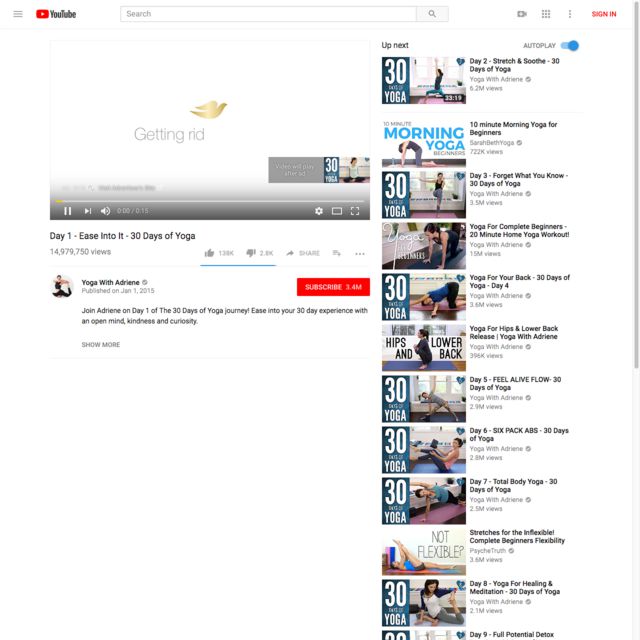 YouTube
Search
SIGN IN
Getting rid
Video will play
after ad
30
DAYS OF
YOGA
0:00 / 0:15
Day 1 - Ease Into It - 30 Days of Yoga
14,979,750 views
138K
2.8K
SHARE
Yoga With Adriene
Published on Jan 1, 2015
SUBSCRIBE 3.4M
Join Adriene on Day 1 of The 30 Days of Yoga journey! Ease into your 30 day experience with
an open mind, kindness and curiosity.
SHOW MORE
Up next
AUTOPLAY
30
DAYS OF
YOGA
33:19
Day 2 - Stretch & Soothe - 30
Days of Yoga
Yoga With Adriene
6.2M views
10 MINUTE
MORNING
YOGA
BEGINNERS
10 minute Morning Yoga for
Beginners
SarahBethYoga
722K views
30
DAYS OF
YOGA
Day 3 - Forget What You Know -
30 Days of Yoga
Yoga With Adriene
3.5M views
Yoga
BEGINNERS
Yoga For Complete Beginners -
20 Minute Home Yoga Workout!
Yoga With Adriene
15M views
30
DAYS OF
YOGA
Yoga For Your Back - 30 Days of
Yoga - Day 4
Yoga With Adriene
3.6M views
HIPS LOWER
AND BACK
Yoga For Hips & Lower Back
Release | Yoga With Adriene
Yoga With Adriene
396K views
30
DAYS OF
YOGA
Day 5 - FEEL ALIVE FLOW- 30
Days of Yoga
Yoga With Adriene
2.9M views
30
DAYS OF
YOGA
Day 6 - SIX PACK ABS - 30 Days
of Yoga
Yoga With Adriene
2.8M views
30
DAYS OF
YOGA
Day 7 - Total Body Yoga - 30
Days of Yoga
Yoga With Adriene
2.5M views
NOT
FLEXIBLE?
Stretches for the Inflexible!
Complete Beginners Flexibility
PsycheTruth
3.6M views
30
DAYS OF
YOGA
Day 8 - Yoga For Healing &
Meditation - 30 Days of Yoga
Yoga With Adriene
2.1M views
30
Day 9 - Full Potential Detox